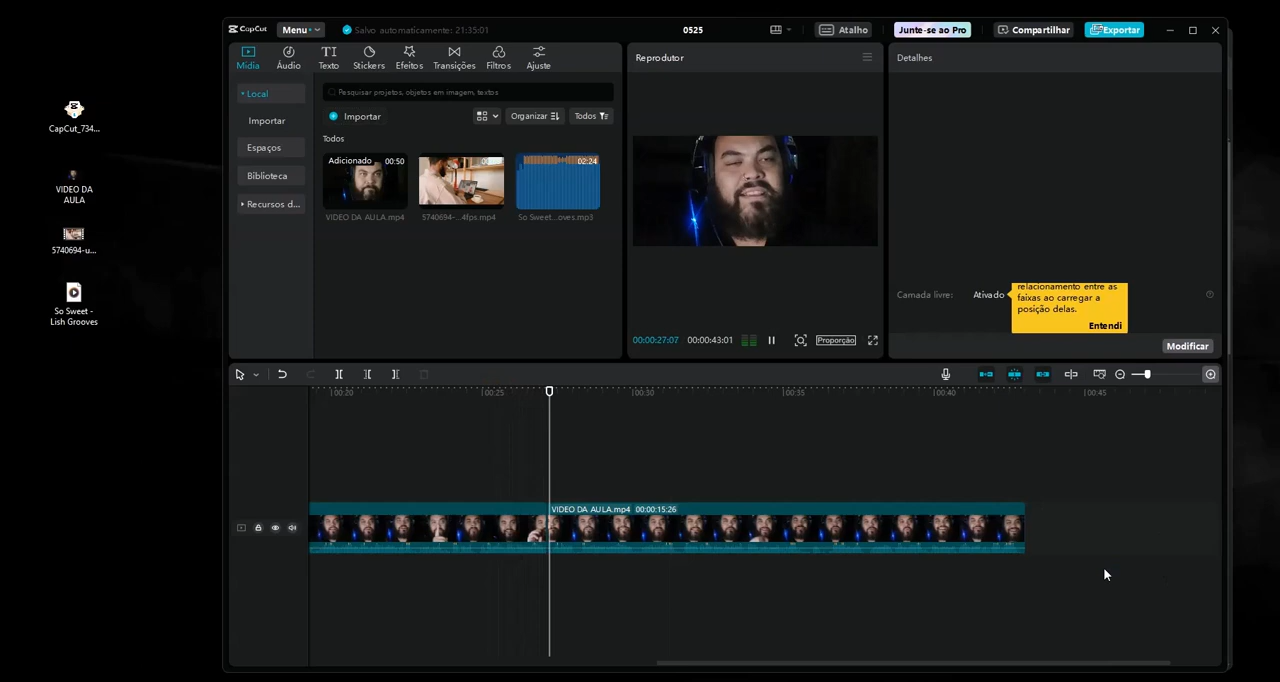 CapCut
Menu
Salvo automaticamente: 21:35:01
0525
Atalho
Junte-se ao Pro
Compartilhar
Exportar
Mídia
Áudio
Texto
Stickers
Efeitos
Transições
Filtros
Ajuste
Reprodutor
Detalhes
Local
Importar
Espaços
Biblioteca
Recursos d...
Pesquisar projetos, objetos em imagem, textos
Importar
Organizar
Todos
Todos
Adicionado
00:50
02:24
VIDEO DA AULA.mp4
5740694-...4fps.mp4
So Sweet...oves.mp3
CapCut_734...
VIDEO DA
AULA
5740694-u...
So Sweet -
Lish Grooves
00:00:27:07
00:00:43:01
Proporção
Camada livre:
Ativado
relacionamento entre as
faixas ao carregar a
posição delas.
Entendi
Modificar
00:20
00:25
00:30
00:35
00:40
00:45
VIDEO DA AULA.mp4 00:00:15:26